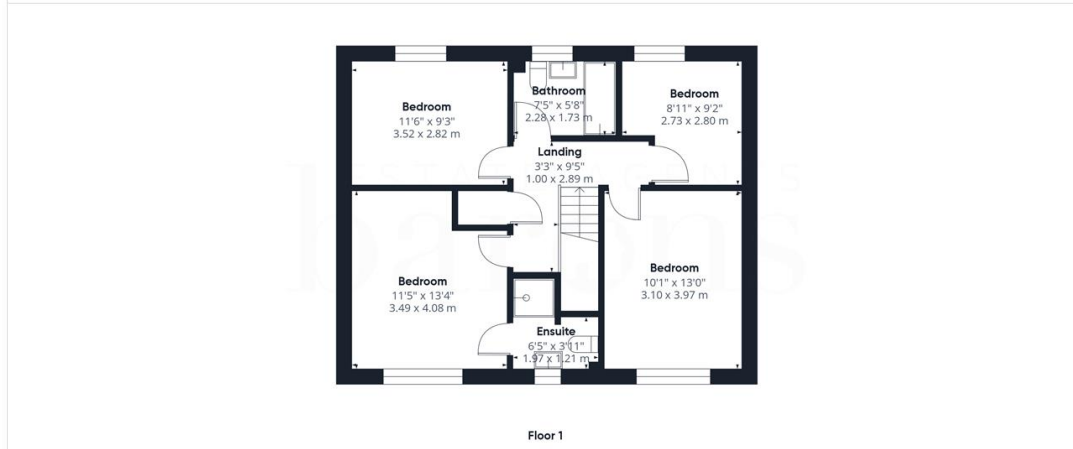 Bedroom
11'6" x 9'3"
3.52 x 2.82 m
Bathroom
7'5" x 5'8"
2.28 x 1.73 m
Bedroom
8'11" x 9'2"
2.73 x 2.80 m
Landing
3'3" x 9'5"
1.00 x 2.89 m
Bedroom
11'5" x 13'4"
3.49 x 4.08 m
Ensuite
6'5" x 3'11"
1.97 x 1.21 m
Bedroom
10'1" x 13'0"
3.10 x 3.97 m
Floor 1